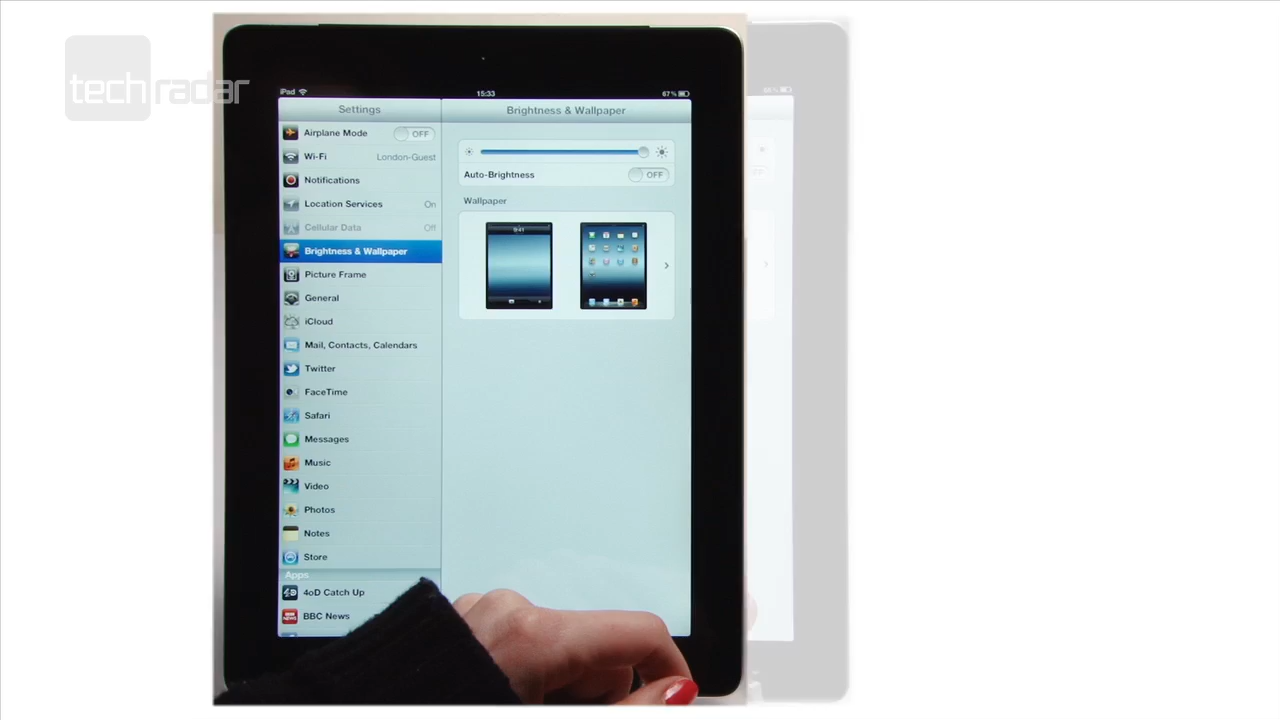 techradar
iPad 15:33 67%
Settings
Brightness & Wallpaper
Airplane Mode OFF
Wi-Fi London-Guest
Notifications
Location Services On
Cellular Data Off
Brightness & Wallpaper
Picture Frame
General
iCloud
Mail, Contacts, Calendars
Twitter
FaceTime
Safari
Messages
Music
Video
Photos
Notes
Store
Apps
4oD Catch Up
BBC News
Auto-Brightness OFF
Wallpaper
9:41